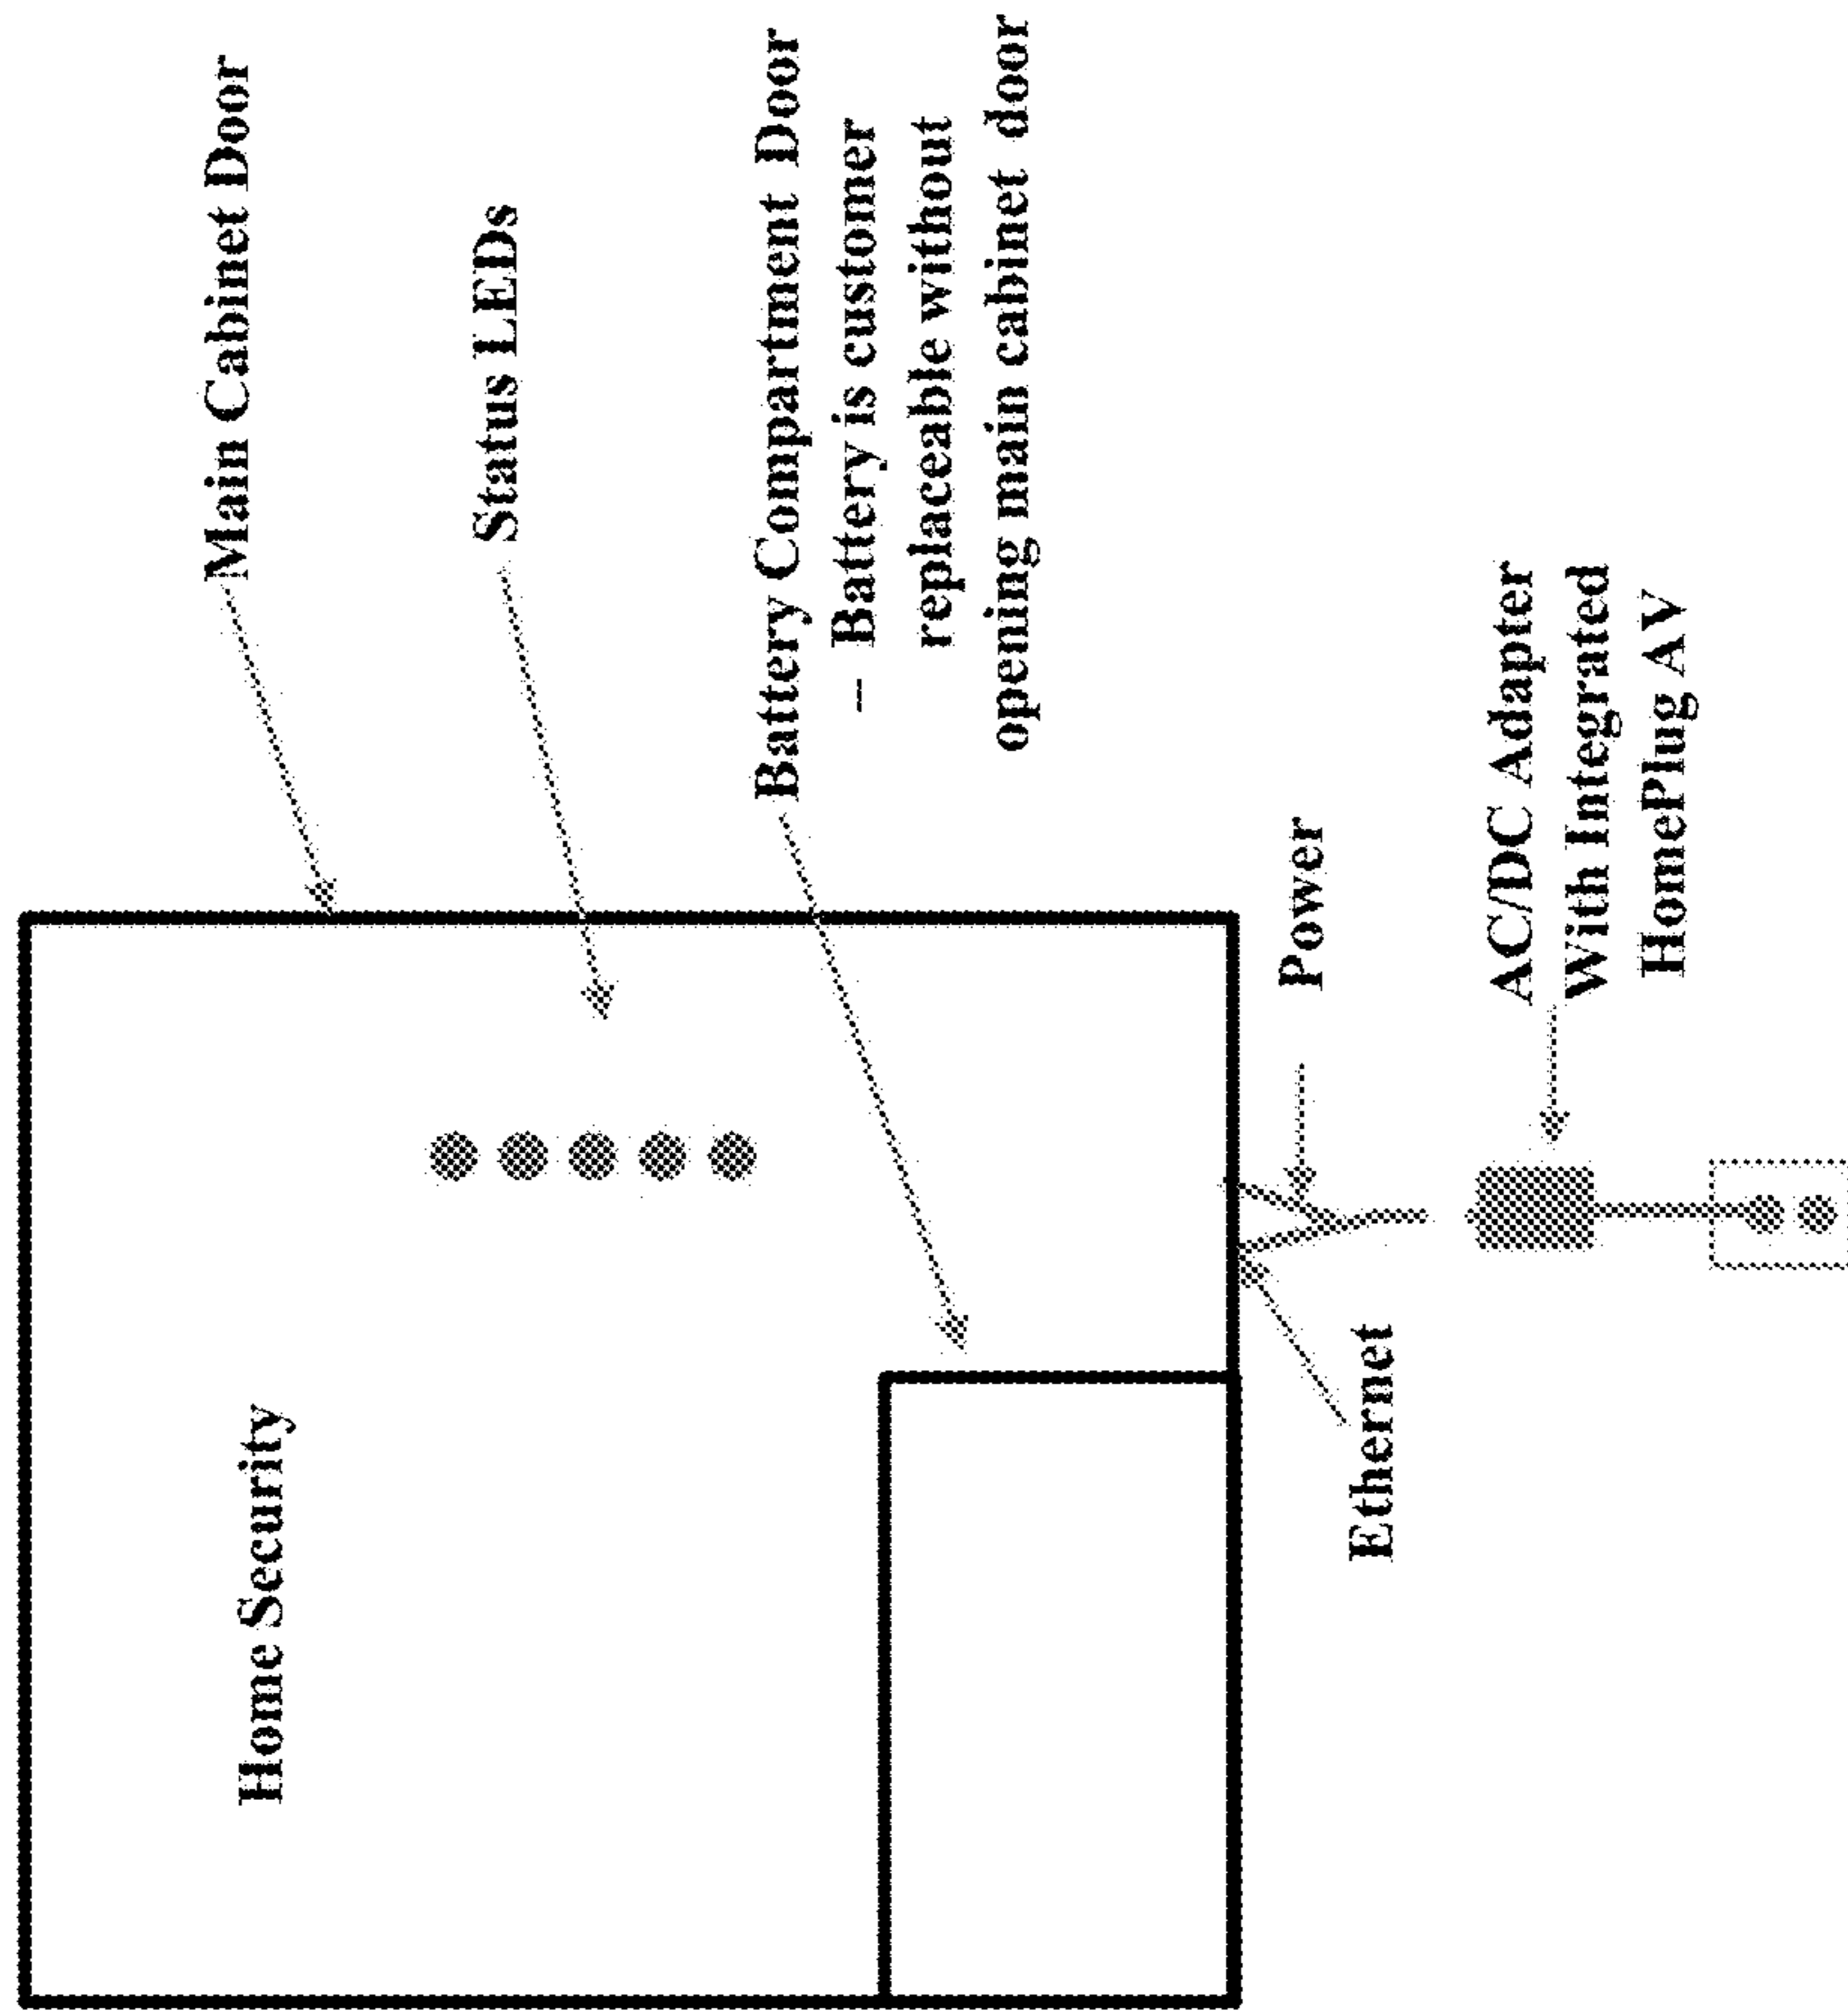 Main Cabinet Door
Home Security
Status LEDs
Battery Compartment Door
– Battery is customer
replaceable without
opening main cabinet door
Power
Ethernet
AC/DC Adapter
With Integrated
HomePlug AV